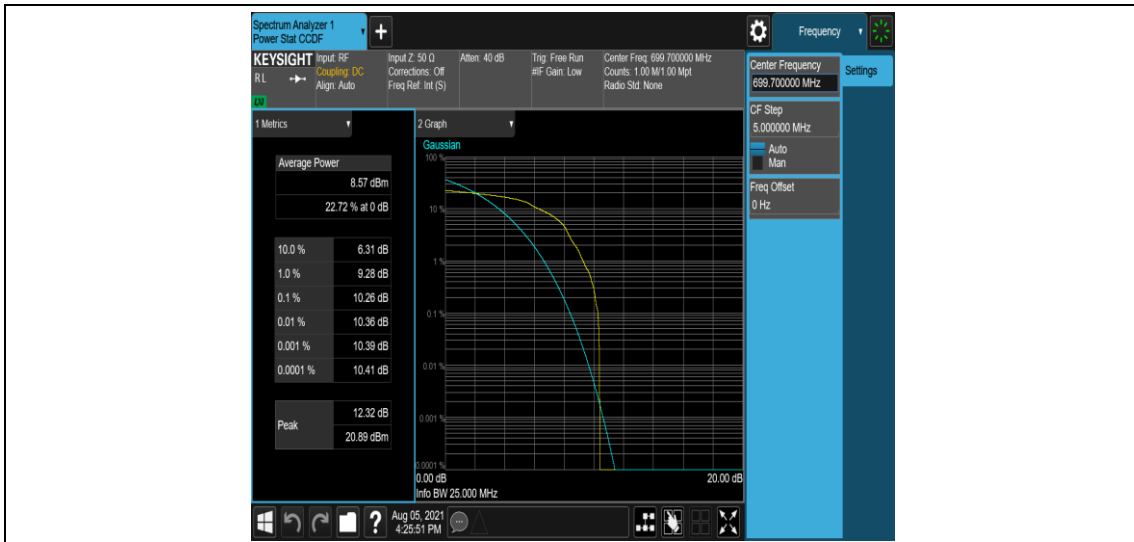 Spectrum Analyzer 1
Power Stat CCDF
+
Frequency
KEYSIGHT
RL
LM
Input: RF
Coupling: DC
Align: Auto
Input Z: 50 Ω
Corrections: Off
Freq Ref: Int (S)
Atten: 40 dB
Trig: Free Run
#IF Gain: Low
Center Freq: 699.700000 MHz
Counts: 1.00 M/1.00 Mpt
Radio Std: None
Center Frequency
699.700000 MHz
Settings
CF Step
5.000000 MHz
Auto
Man
Freq Offset
0 Hz
1 Metrics
Average Power
8.57 dBm
22.72 % at 0 dB
10.0 % 6.31 dB
1.0 % 9.28 dB
0.1 % 10.26 dB
0.01 % 10.36 dB
0.001 % 10.39 dB
0.0001 % 10.41 dB
Peak
12.32 dB
20.89 dBm
2 Graph
Gaussian
100 %
10 %
1 %
0.1 %
0.01 %
0.001 %
0.0001 %
0.00 dB 20.00 dB
Info BW 25.000 MHz
?
Aug 05, 2021
4:25:51 PM